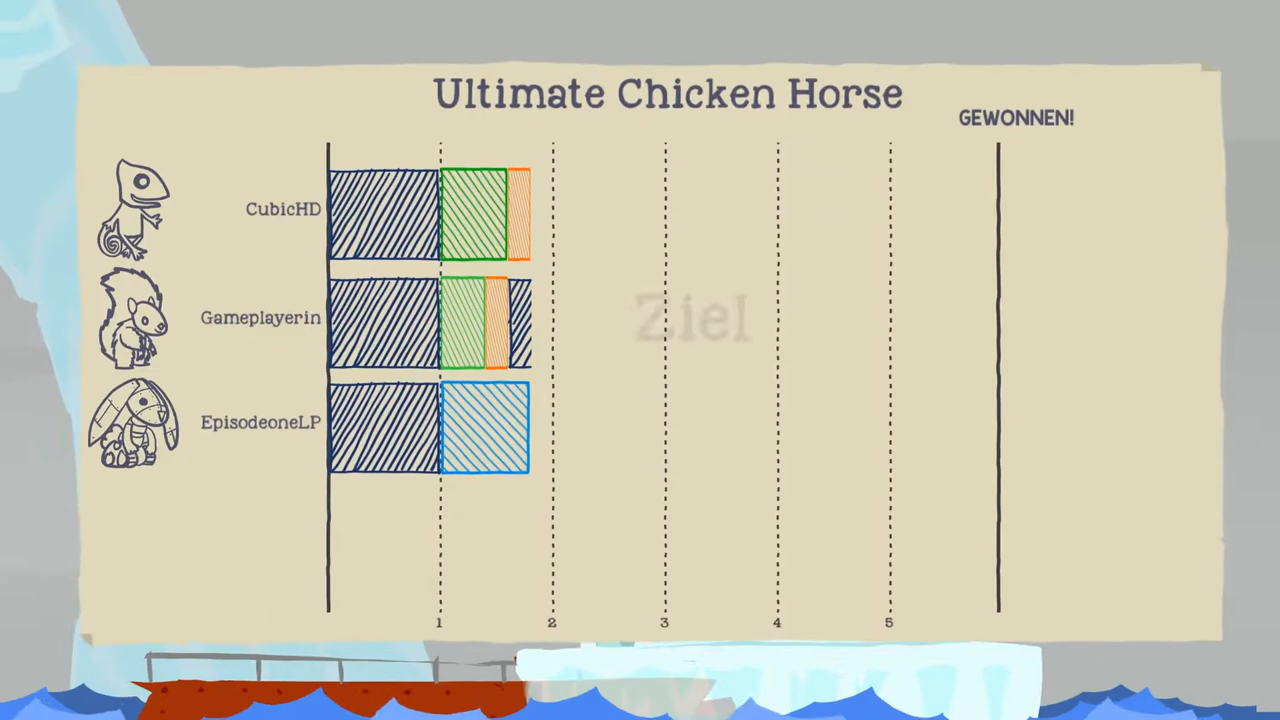 Ultimate Chicken Horse
GEWONNEN!
CubicHD
Gameplayerin
Ziel
EpisodeoneLP
1 2 3 4 5